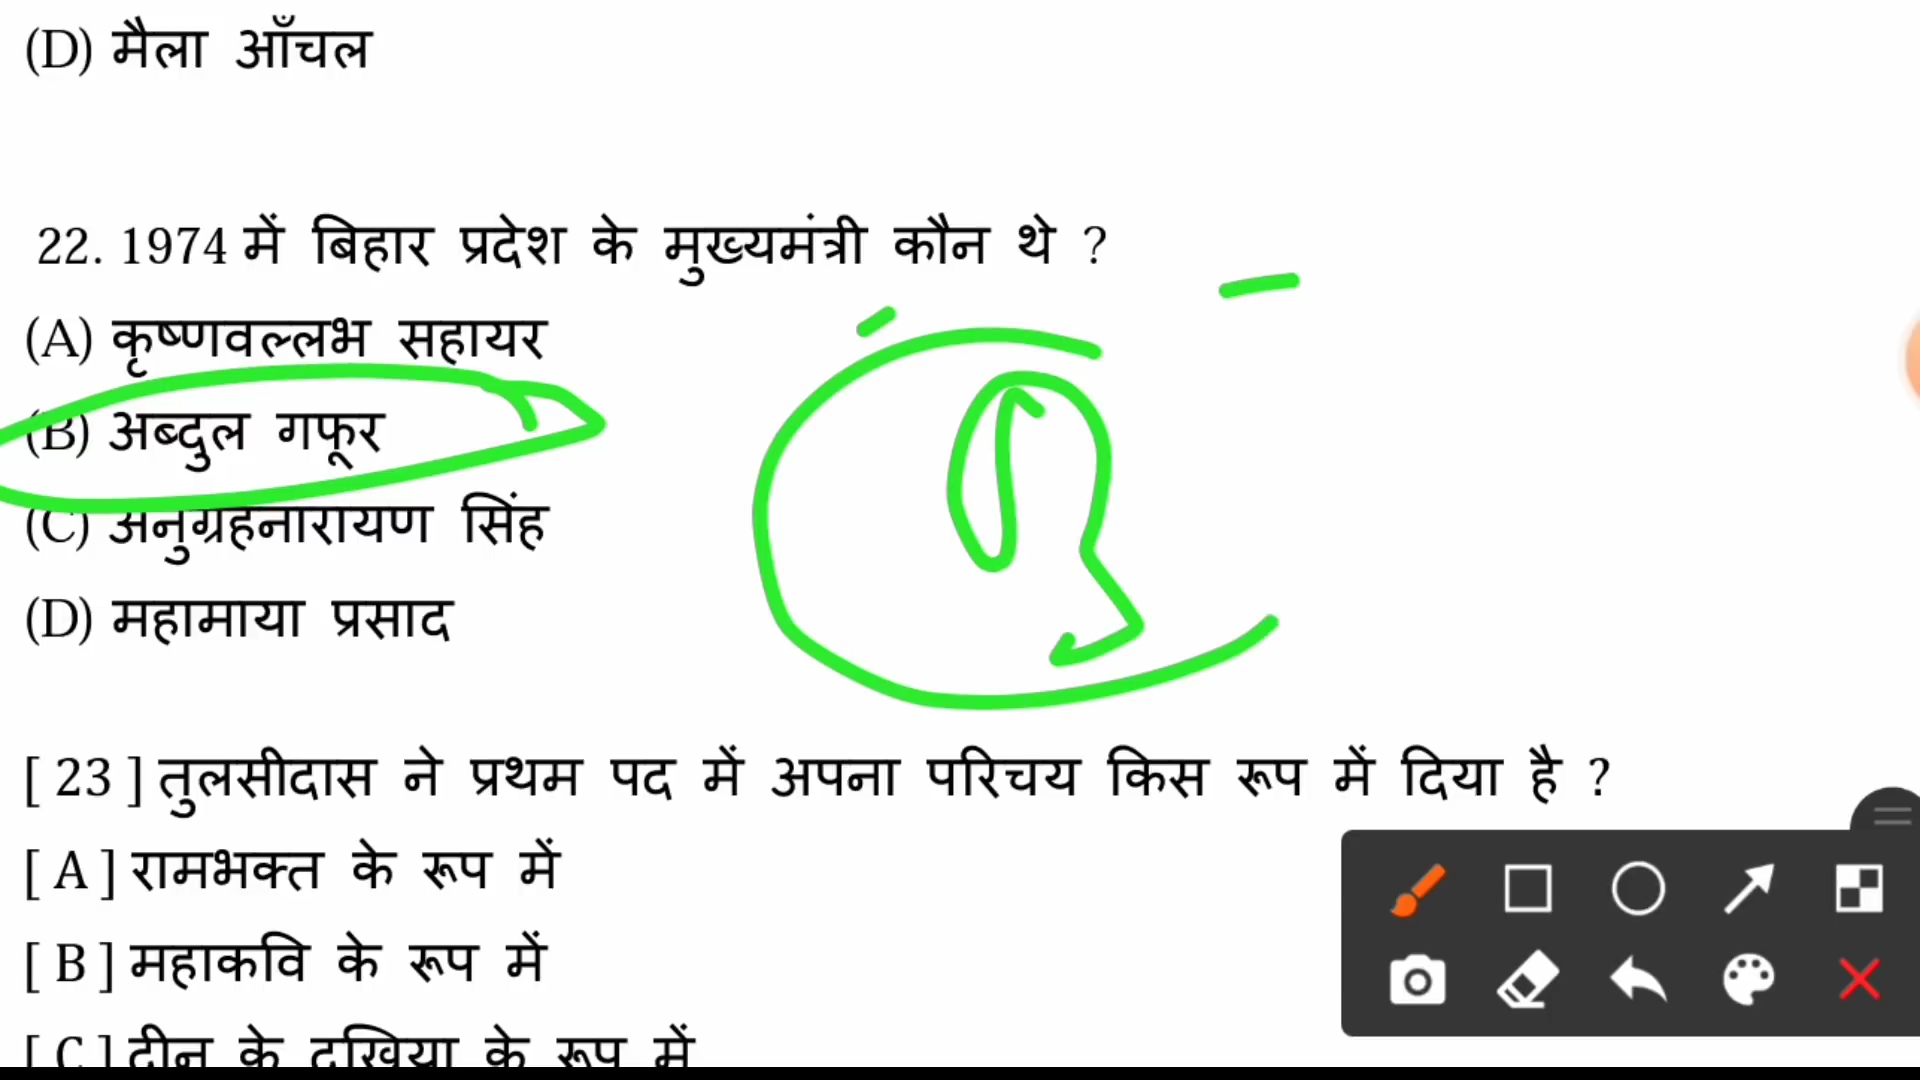 (D) मैला आँचल
22. 1974 में बिहार प्रदेश के मुख्यमंत्री कौन थे ?
(A) कृष्णवल्लभ सहायर
(B) अब्दुल गफूर
(C) अनुग्रहनारायण सिंह
(D) महामाया प्रसाद
[ 23 ] तुलसीदास ने प्रथम पद में अपना परिचय किस रूप में दिया है ?
[ A ] रामभक्त के रूप में
[ B ] महाकवि के रूप में
[ C ] दीन के दुखिया के रूप में